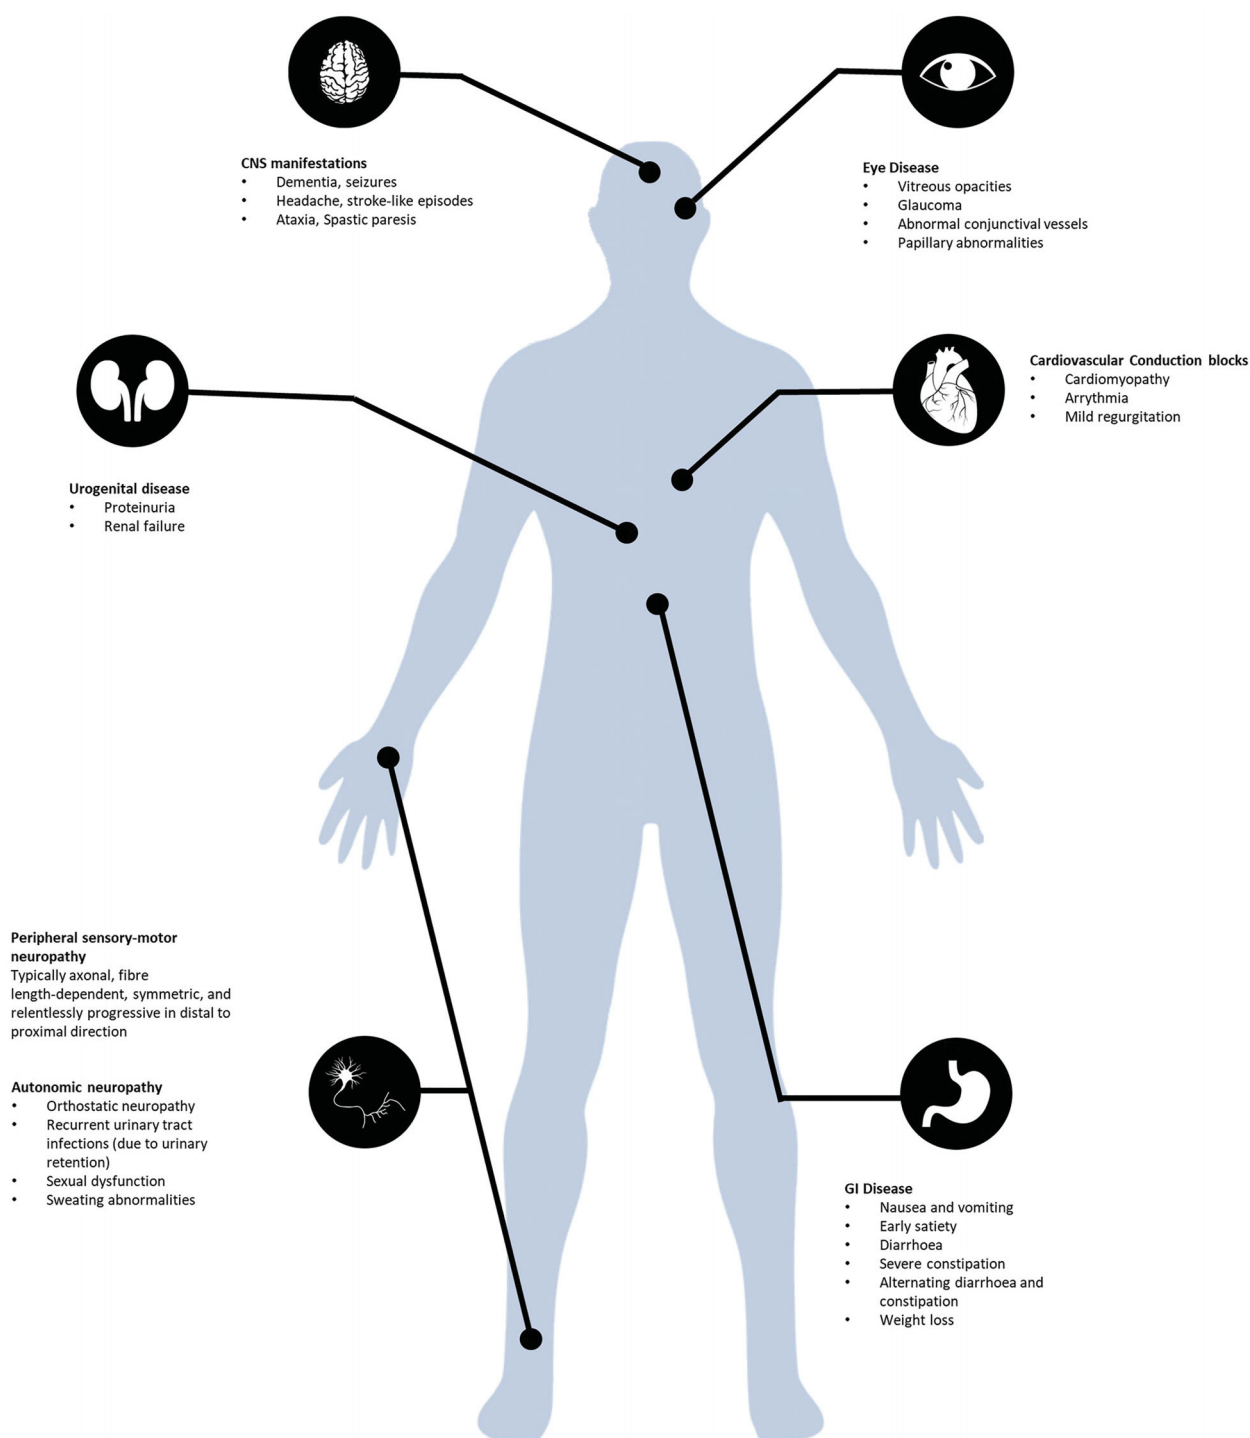 CNS manifestations
• Dementia, seizures
• Headache, stroke-like episodes
• Ataxia, Spastic paresis
Eye Disease
• Vitreous opacities
• Glaucoma
• Abnormal conjunctival vessels
• Papillary abnormalities
Cardiovascular Conduction blocks
• Cardiomyopathy
• Arrythmia
• Mild regurgitation
Urogenital disease
• Proteinuria
• Renal failure
Peripheral sensory-motor
neuropathy
Typically axonal, fibre
length-dependent, symmetric, and
relentlessly progressive in distal to
proximal direction
Autonomic neuropathy
• Orthostatic neuropathy
• Recurrent urinary tract
infections (due to urinary
retention)
• Sexual dysfunction
• Sweating abnormalities
GI Disease
• Nausea and vomiting
• Early satiety
• Diarrhoea
• Severe constipation
• Alternating diarrhoea and
constipation
• Weight loss